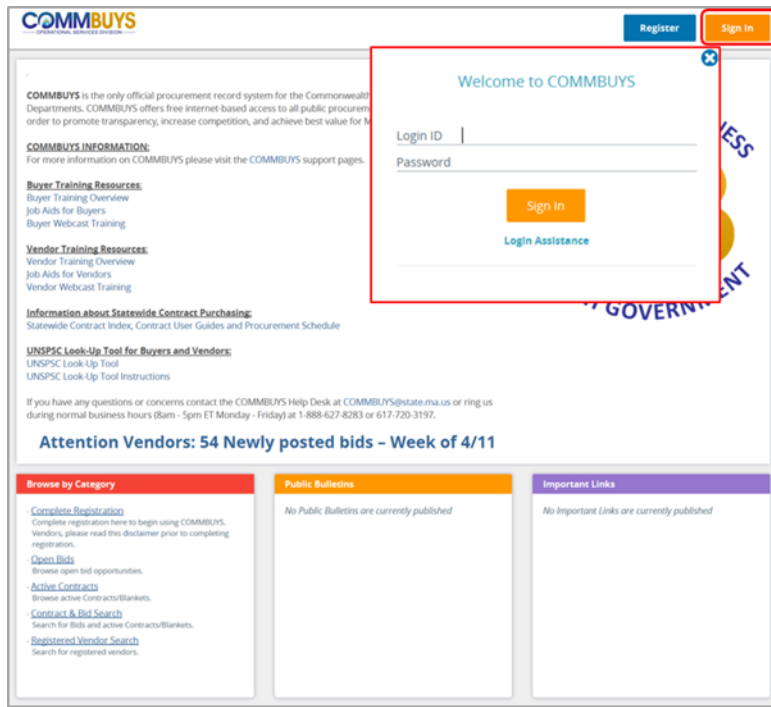 COMMBUYS
OPERATIONAL SERVICES DIVISION
Register
Sign In
Welcome to COMMBUYS
Login ID
Password
Sign In
Login Assistance
COMMBUYS is the only official procurement record system for the Commonwealth
Departments. COMMBUYS offers free internet-based access to all public procurem
order to promote transparency, increase competition, and achieve best value for M
COMMBUYS INFORMATION:
For more information on COMMBUYS please visit the COMMBUYS support pages.
Buyer Training Resources:
Buyer Training Overview
Job Aids for Buyers
Buyer Webcast Training
Vendor Training Resources:
Vendor Training Overview
Job Aids for Vendors
Vendor Webcast Training
Information about Statewide Contract Purchasing:
Statewide Contract Index, Contract User Guides and Procurement Schedule
UNSPSC Look-Up Tool for Buyers and Vendors:
UNSPSC Look-Up Tool
UNSPSC Look-Up Tool Instructions
If you have any questions or concerns contact the COMMBUYS Help Desk at COMMBUYS@state.ma.us or ring us
during normal business hours (8am - 5pm ET Monday - Friday) at 1-888-627-8283 or 617-720-3197.
NESS
GOVERNMENT
Attention Vendors: 54 Newly posted bids – Week of 4/11
Browse by Category
Complete Registration
Complete registration here to begin using COMMBUYS.
Vendors, please read this disclaimer prior to completing
registration.
Open Bids
Browse open bid opportunities.
Active Contracts
Browse active Contracts/Blankets.
Contract & Bid Search
Search for Bids and active Contracts/Blankets.
Registered Vendor Search
Search for registered vendors.
Public Bulletins
No Public Bulletins are currently published
Important Links
No Important Links are currently published